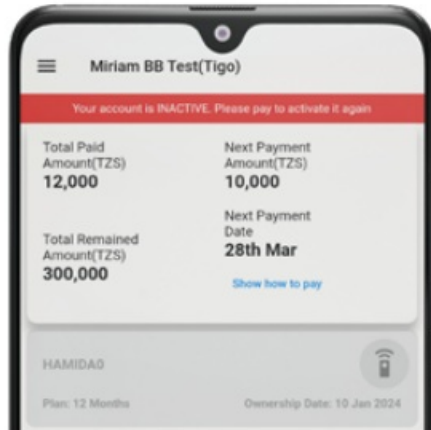 Miriam BB Test(Tigo)
Your account is INACTIVE. Please pay to activate it again
Total Paid
Amount(TZS)
12,000
Next Payment
Amount(TZS)
10,000
Total Remained
Amount(TZS)
300,000
Next Payment
Date
28th Mar
Show how to pay
HAMIDA0
Plan: 12 Months
Ownership Date: 10 Jan 2024